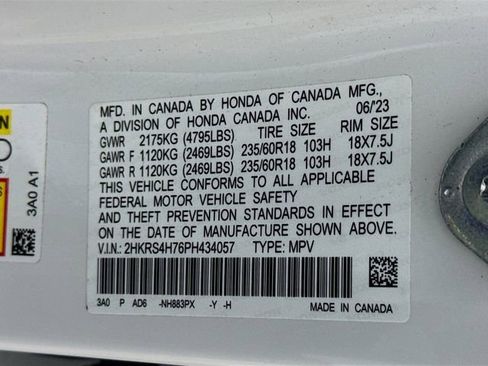 MFD. IN CANADA BY HONDA OF CANADA MFG.,
A DIVISION OF HONDA CANADA INC. 06/'23
GVWR 2175KG (4795LBS) TIRE SIZE RIM SIZE
GAWR F 1120KG (2469LBS) 235/60R18 103H 18X7.5J
GAWR R 1120KG (2469LBS) 235/60R18 103H 18X7.5J
THIS VEHICLE CONFORMS TO ALL APPLICABLE
FEDERAL MOTOR VEHICLE SAFETY
AND THEFT PREVENTION STANDARDS IN EFFECT
ON THE DATE OF MANUFACTURE SHOWN ABOVE.
V.I.N.: 2HKRS4H76PH434057 TYPE: MPV
3A0 P AD6 -NH883PX -Y -H MADE IN CANADA
3A0 A1